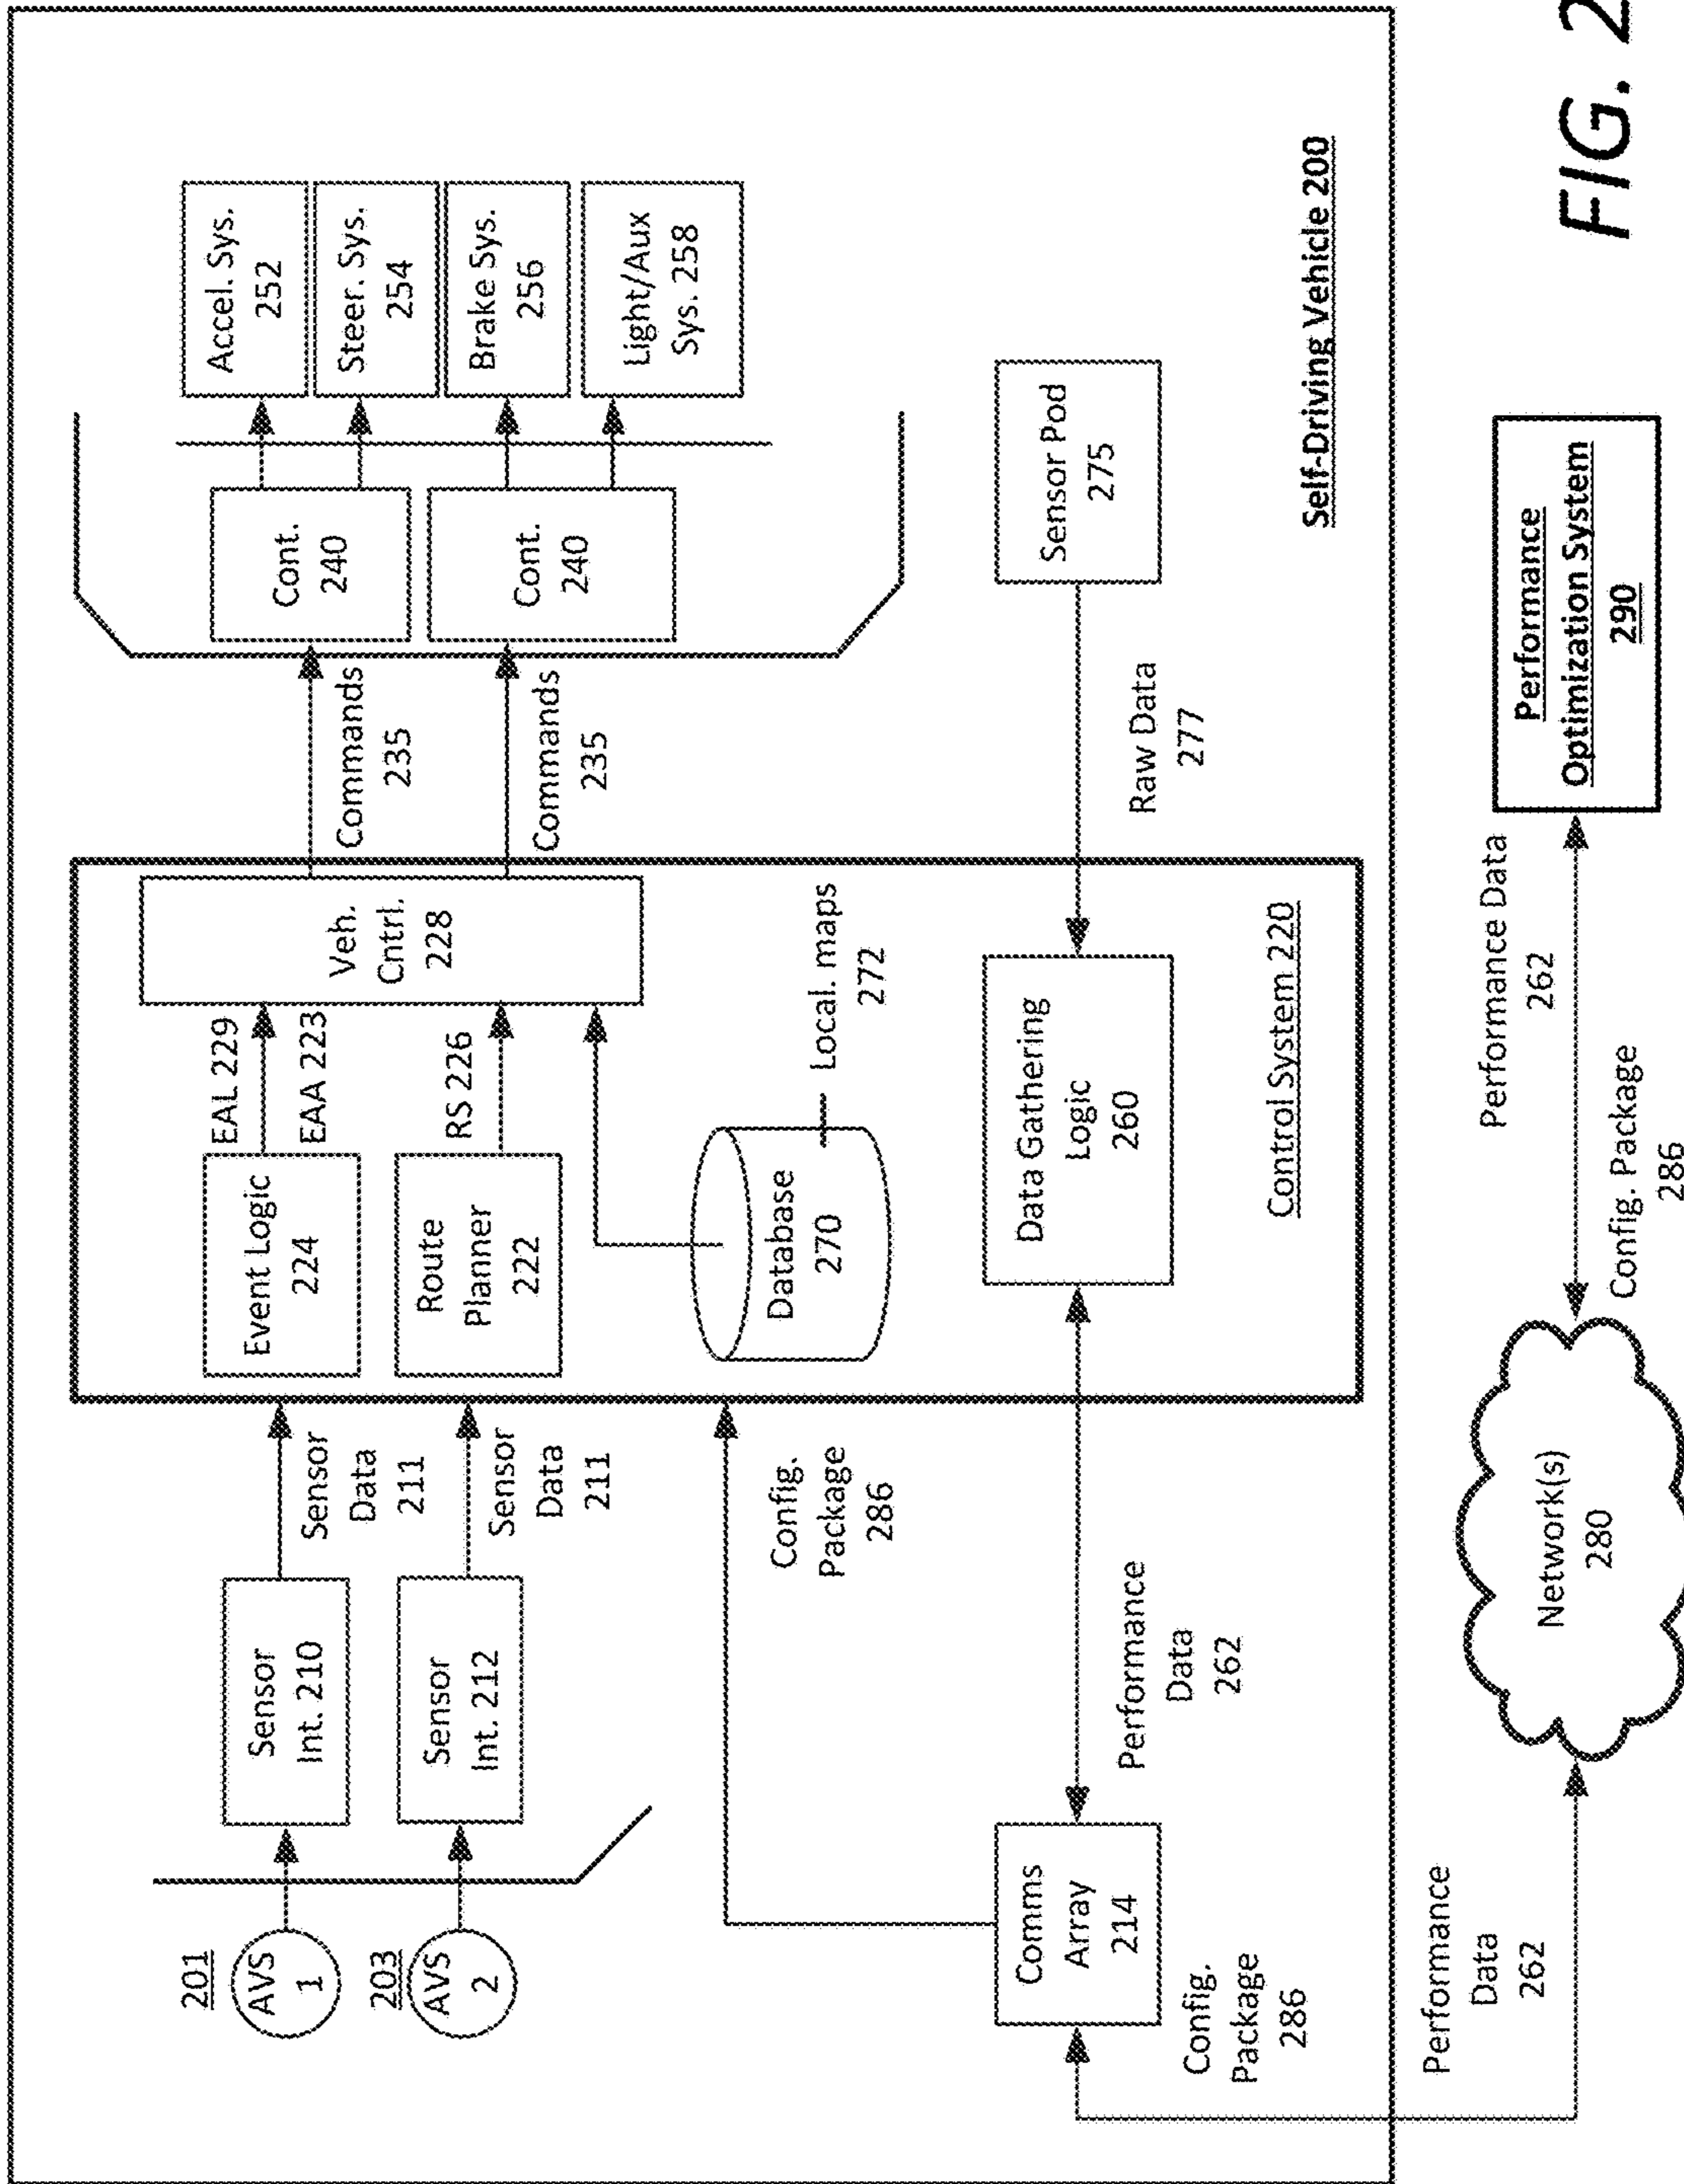 201
AVS
1
203
AVS
2
Sensor
Int. 210
Sensor
Int. 212
Sensor
Data
211
Sensor
Data
211
Event Logic
224
Route
Planner
222
EAL 229
EAA 223
RS 226
Veh.
Cntrl.
228
Commands
235
Commands
235
Cont.
240
Cont.
240
Accel. Sys.
252
Steer. Sys.
254
Brake Sys.
256
Light/Aux
Sys. 258
Database
270
Local. maps
272
Config.
Package
286
Comms
Array
214
Config.
Package
286
Performance
Data
262
Data Gathering
Logic
260
Control System 220
Raw Data
277
Sensor Pod
275
Self-Driving Vehicle 200
Performance
Data
262
Network(s)
280
Performance Data
262
Config. Package
286
Performance
Optimization System
290
FIG. 2